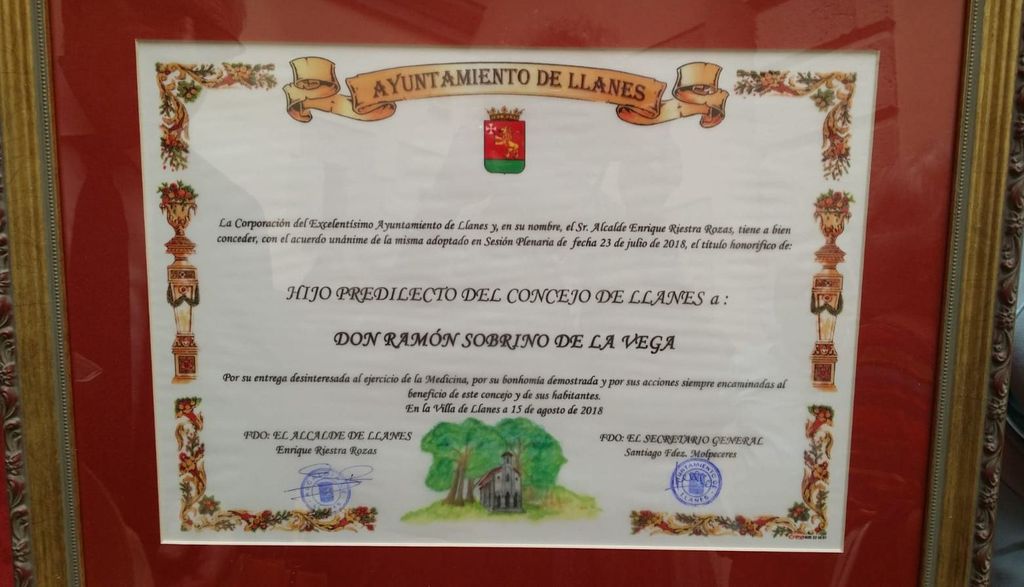 AYUNTAMIENTO DE LLANES
La Corporación del Excelentísimo Ayuntamiento de Llanes y, en su nombre, el Sr. Alcalde Enrique Riestra Rozas, tiene a bien
conceder, con el acuerdo unánime de la misma adoptado en Sesión Plenaria de fecha 23 de julio de 2018, el título honorífico de:
HIJO PREDILECTO DEL CONCEJO DE LLANES a :
DON RAMÓN SOBRINO DE LA VEGA
Por su entrega desinteresada al ejercicio de la Medicina, por su bonhomía demostrada y por sus acciones siempre encaminadas al
beneficio de este concejo y de sus habitantes.
En la Villa de Llanes a 15 de agosto de 2018
FDO: EL ALCALDE DE LLANES
Enrique Riestra Rozas
FDO: EL SECRETARIO GENERAL
Santiago Fdez. Molpeceres
AYUNTAMIENTO DE
LLANES